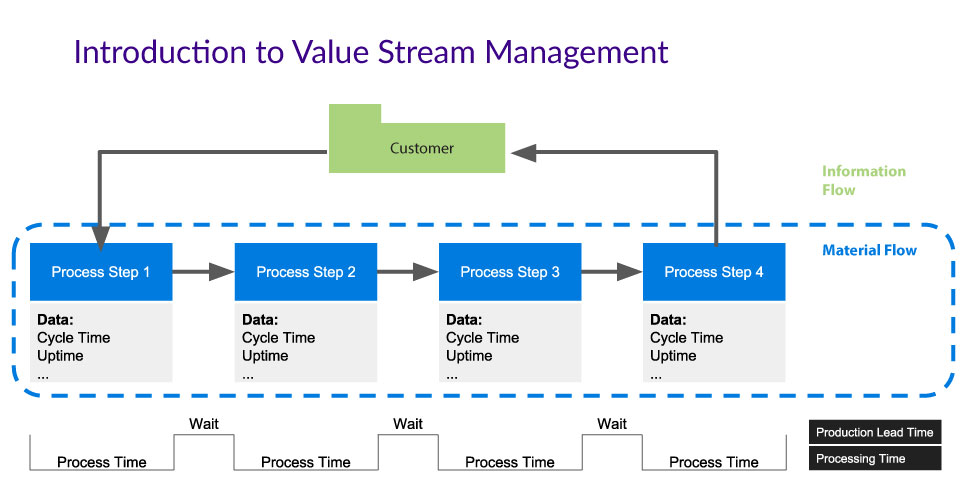 Introduction to Value Stream Management
Customer
Information
Flow
Material Flow
Process Step 1
Process Step 2
Process Step 3
Process Step 4
Data:
Cycle Time
Uptime
...
Data:
Cycle Time
Uptime
...
Data:
Cycle Time
Uptime
...
Data:
Cycle Time
Uptime
...
Wait
Wait
Wait
Process Time
Process Time
Process Time
Process Time
Production Lead Time
Processing Time